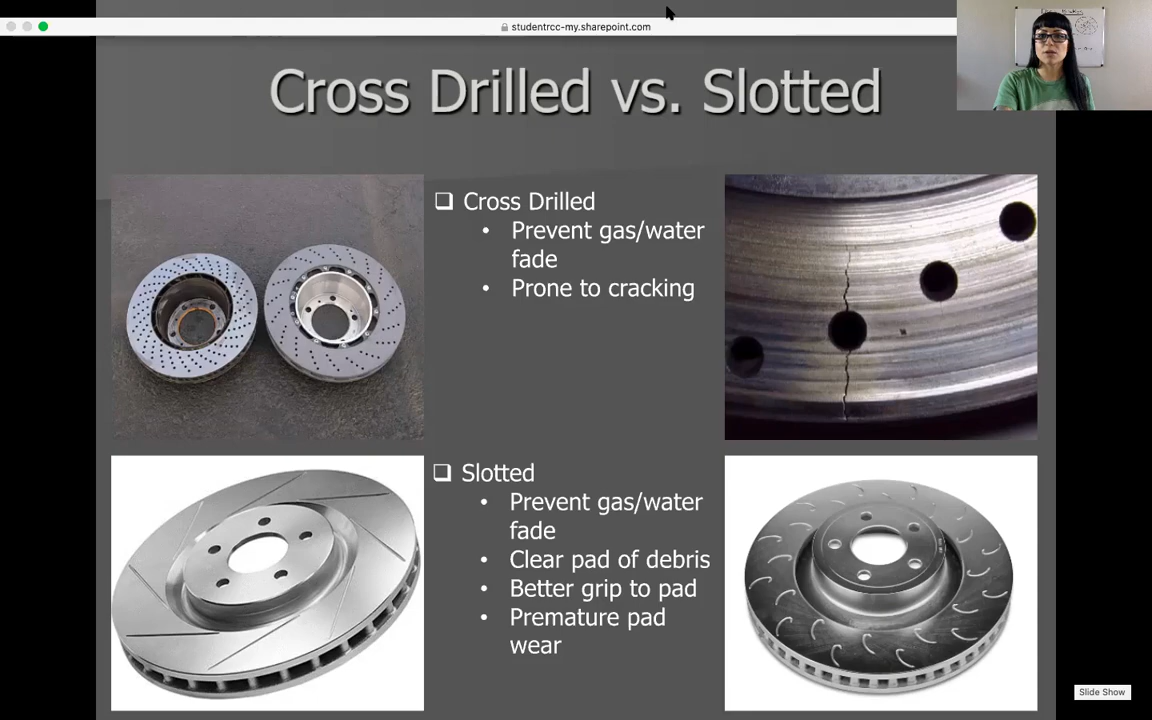 studentrcc-my.sharepoint.com
Cross Drilled vs. Slotted
Cross Drilled
Prevent gas/water
fade
Prone to cracking
Slotted
Prevent gas/water
fade
Clear pad of debris
Better grip to pad
Premature pad
wear
Slide Show